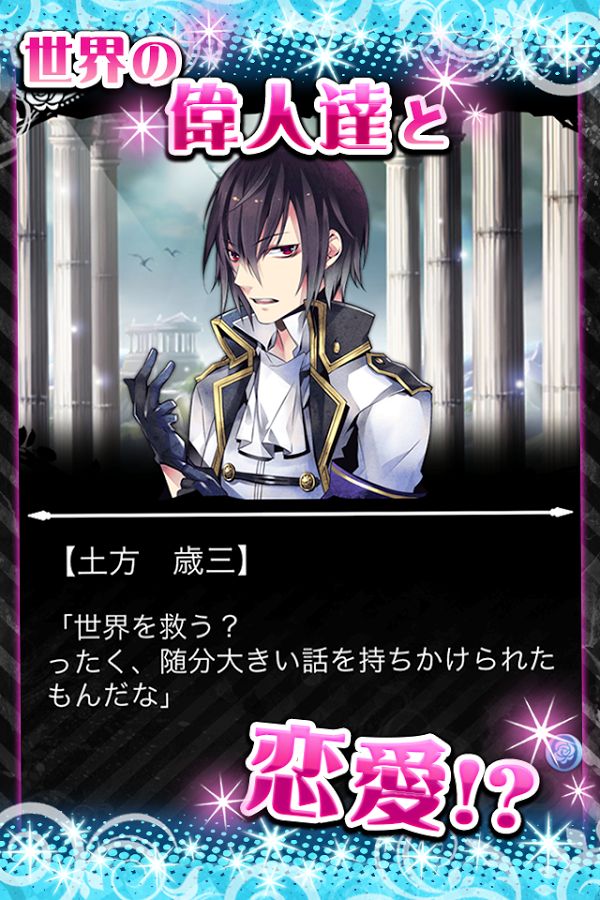 世界の
偉人達と
【土方　歳三】
「世界を救う？
ったく、随分大きい話を持ちかけられた
もんだな」
恋愛!?